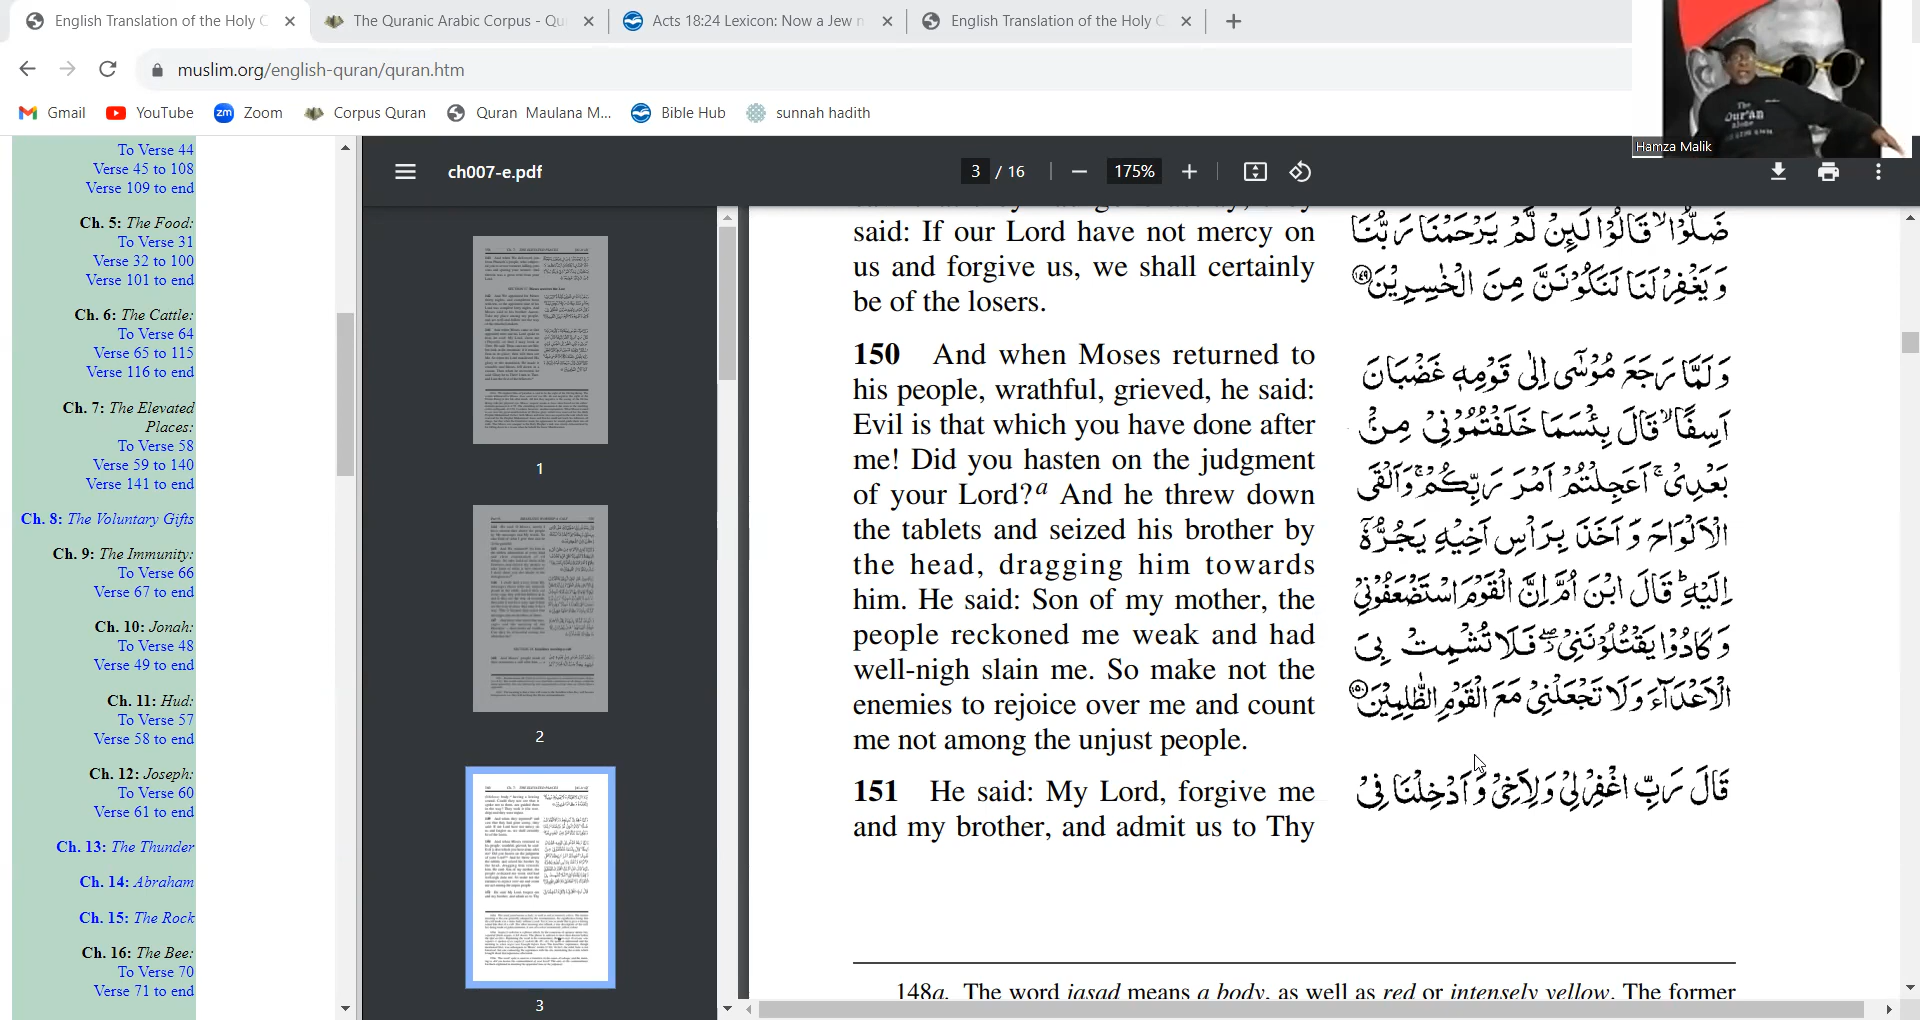 English Translation of the Holy C
The Quranic Arabic Corpus - Qu
Acts 18:24 Lexicon: Now a Jew n
English Translation of the Holy C
muslim.org/english-quran/quran.htm
Gmail
YouTube
Zoom
Corpus Quran
Quran Maulana M...
Bible Hub
sunnah hadith
The
Qur'an
alone
Hamza Malik
To Verse 44
Verse 45 to 108
Verse 109 to end
Ch. 5: The Food:
To Verse 31
Verse 32 to 100
Verse 101 to end
Ch. 6: The Cattle:
To Verse 64
Verse 65 to 115
Verse 116 to end
Ch. 7: The Elevated
Places:
To Verse 58
Verse 59 to 140
Verse 141 to end
Ch. 8: The Voluntary Gifts
Ch. 9: The Immunity:
To Verse 66
Verse 67 to end
Ch. 10: Jonah:
To Verse 48
Verse 49 to end
Ch. 11: Hud:
To Verse 57
Verse 58 to end
Ch. 12: Joseph:
To Verse 60
Verse 61 to end
Ch. 13: The Thunder
Ch. 14: Abraham
Ch. 15: The Rock
Ch. 16: The Bee:
To Verse 70
Verse 71 to end
ch007-e.pdf
3 / 16
175%
1
2
3
said: If our Lord have not mercy on
us and forgive us, we shall certainly
be of the losers.
150 And when Moses returned to
his people, wrathful, grieved, he said:
Evil is that which you have done after
me! Did you hasten on the judgment
of your Lord?a And he threw down
the tablets and seized his brother by
the head, dragging him towards
him. He said: Son of my mother, the
people reckoned me weak and had
well-nigh slain me. So make not the
enemies to rejoice over me and count
me not among the unjust people.
151 He said: My Lord, forgive me
and my brother, and admit us to Thy
ضَلُّوْا ۙ قَالُوْا لَىِٕنْ لَّمْ يَرْحَمْنَا رَبُّنَا
وَ يَغْفِرْ لَنَا لَنَكُوْنَنَّ مِنَ الْخٰسِرِيْنَ ۝١٤٩
وَ لَمَّا رَجَعَ مُوْسٰۤى اِلٰى قَوْمِهٖ غَضْبَانَ
اَسِفًا ۙ قَالَ بِئْسَمَا خَلَفْتُمُوْنِيْ مِنْۢ
بَعْدِيْ ۚ اَعَجِلْتُمْ اَمْرَ رَبِّكُمْ ۚ وَ اَلْقَى
الْاَلْوَاحَ وَ اَخَذَ بِرَاْسِ اَخِيْهِ يَجُرُّهٗۤ
اِلَيْهِ ؕ قَالَ ابْنَ اُمَّ اِنَّ الْقَوْمَ اسْتَضْعَفُوْنِيْ
وَ كَادُوْا يَقْتُلُوْنَنِيْ ۖ فَلَا تُشْمِتْ بِيَ
الْاَعْدَآءَ وَ لَا تَجْعَلْنِيْ مَعَ الْقَوْمِ الظّٰلِمِيْنَ ۝١٥٠
قَالَ رَبِّ اغْفِرْ لِيْ وَ لِاَخِيْ وَ اَدْخِلْنَا فِيْ
148a. The word jasad means a body, as well as red or intensely yellow. The former